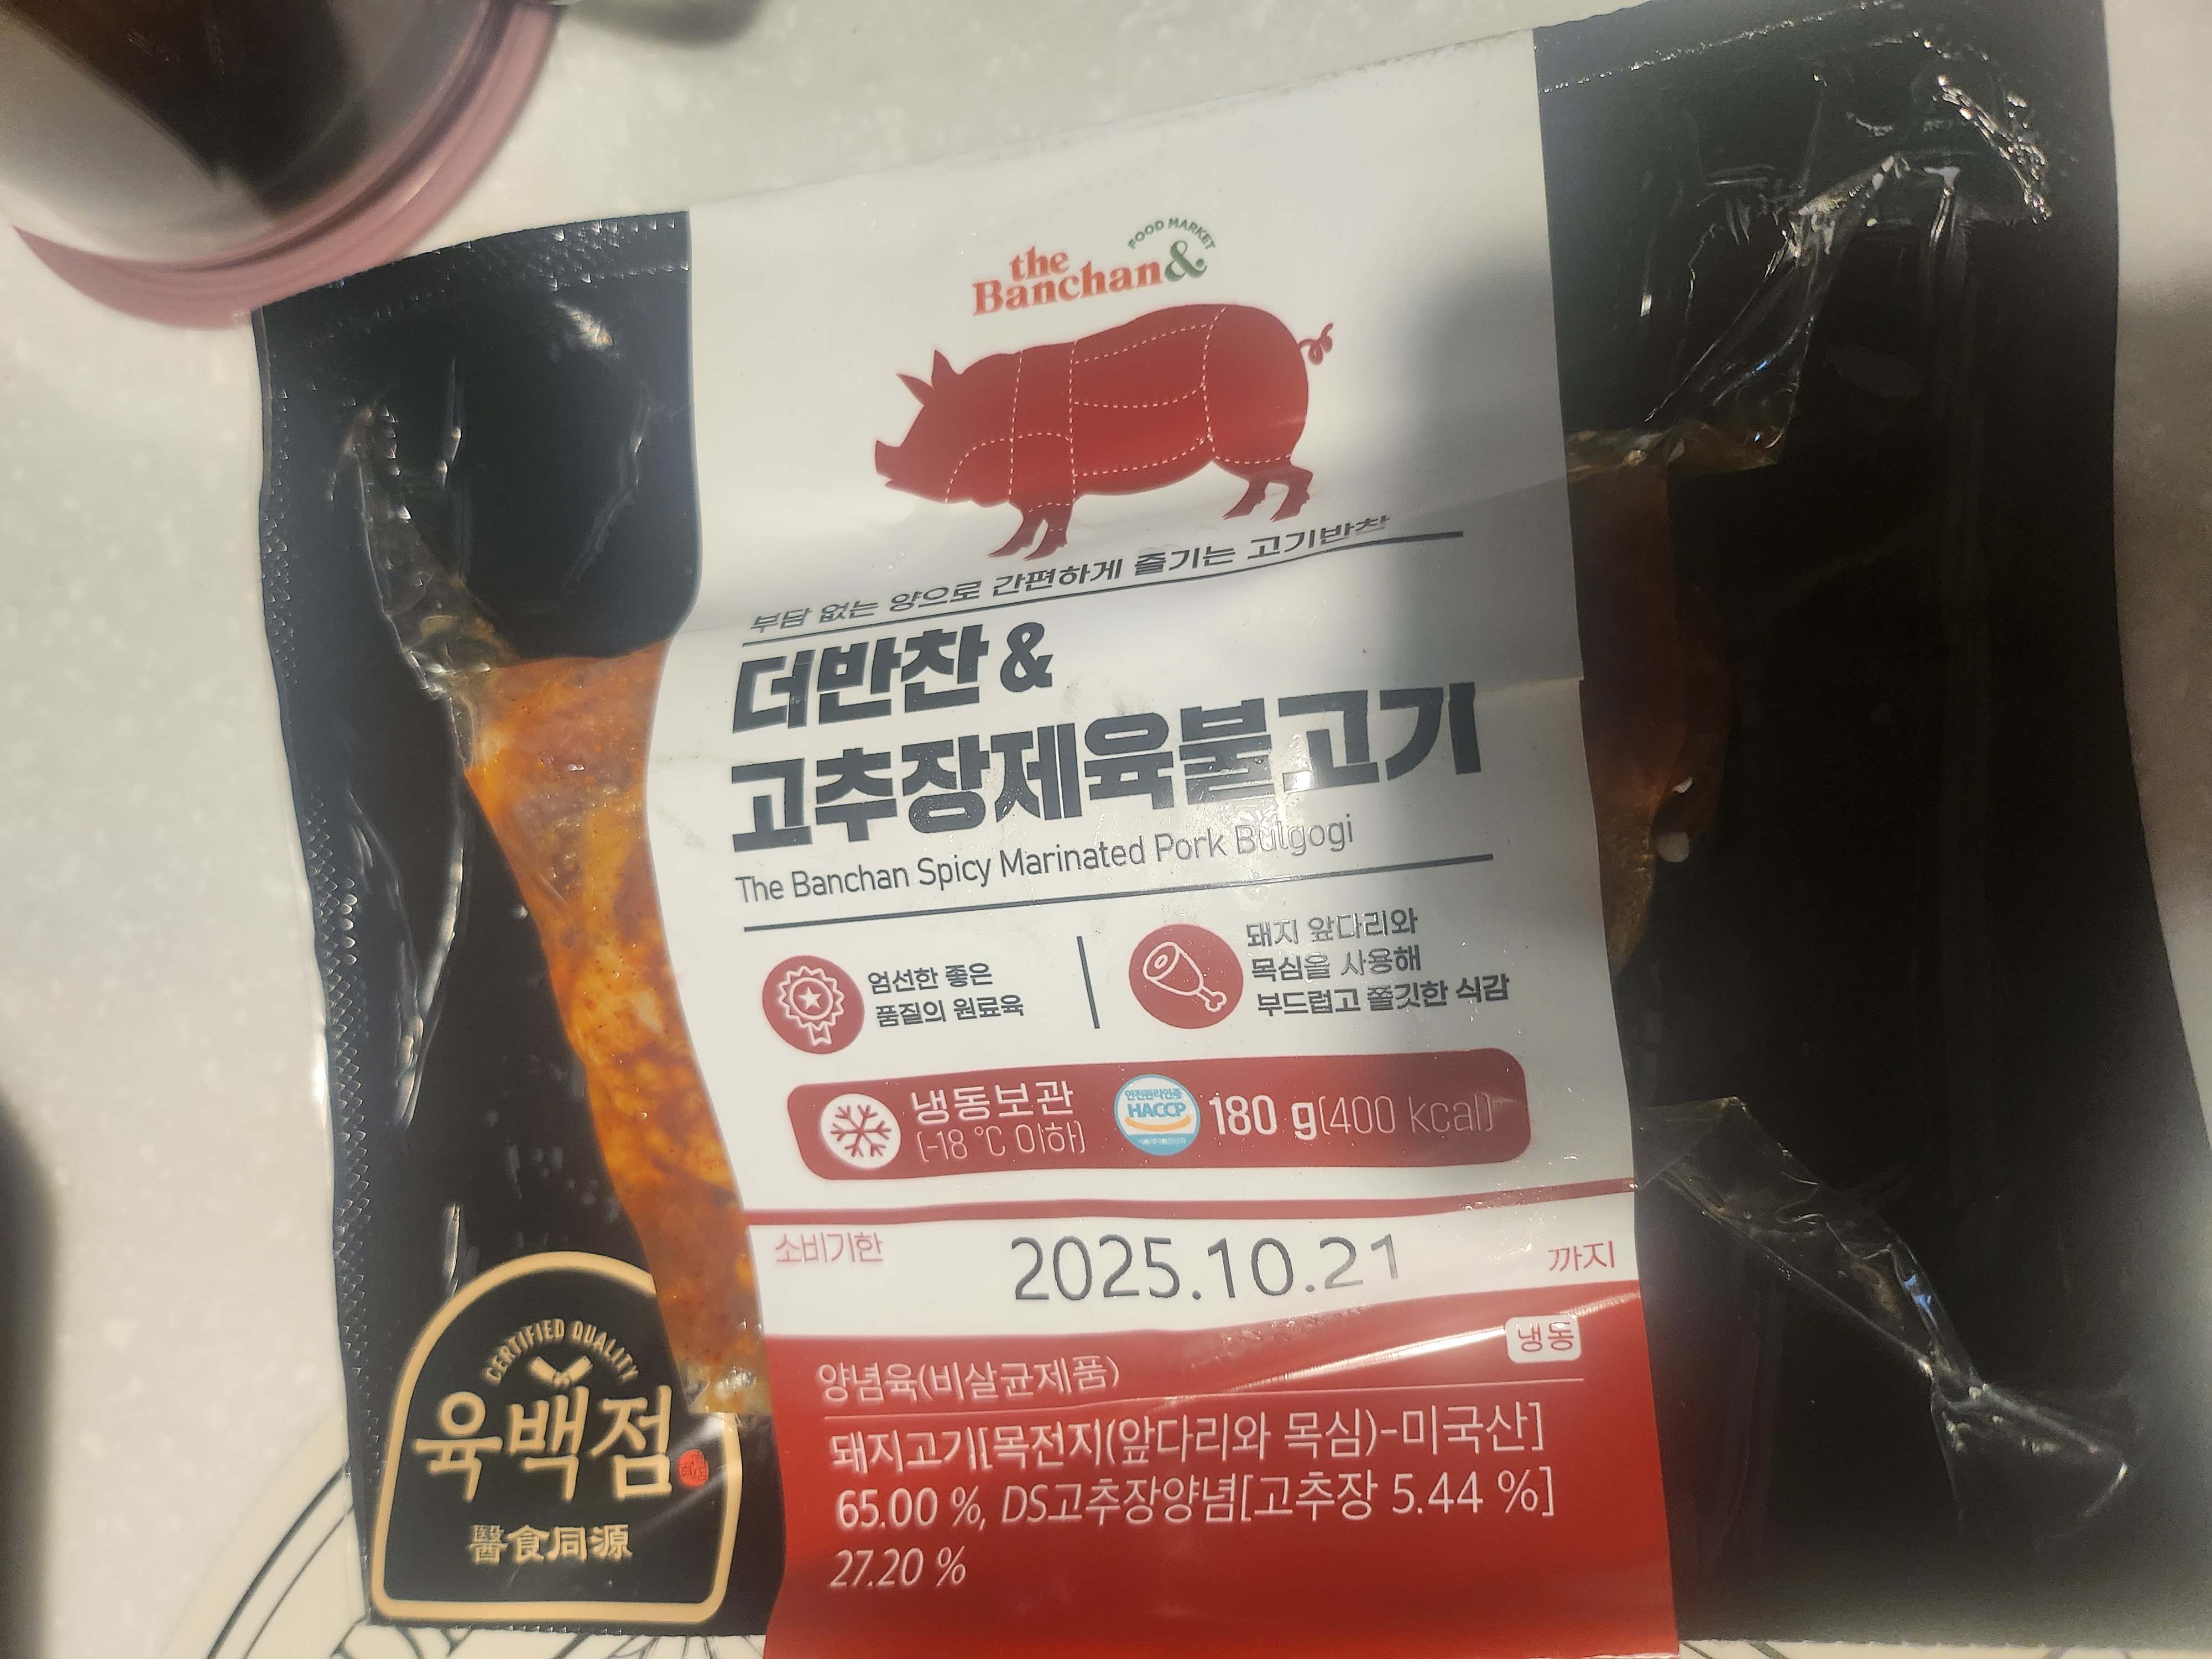 FOOD MARKET
the
Banchan&
부담 없는 양으로 간편하게 즐기는 고기반찬
더반찬&
고추장제육불고기
The Banchan Spicy Marinated Pork Bulgogi
엄선한 좋은
품질의 원료육
돼지 앞다리와
목심을 사용해
부드럽고 쫄깃한 식감
냉동보관
(-18 ℃ 이하)
안전관리인증
HACCP
180 g(400 kcal)
소비기한
2025.10.21
까지
냉동
양념육(비살균제품)
돼지고기[목전지(앞다리와 목심)-미국산]
65.00 %, DS고추장양념[고추장 5.44 %]
27.20 %
CERTIFIED QUALITY
육백점
醫食同源